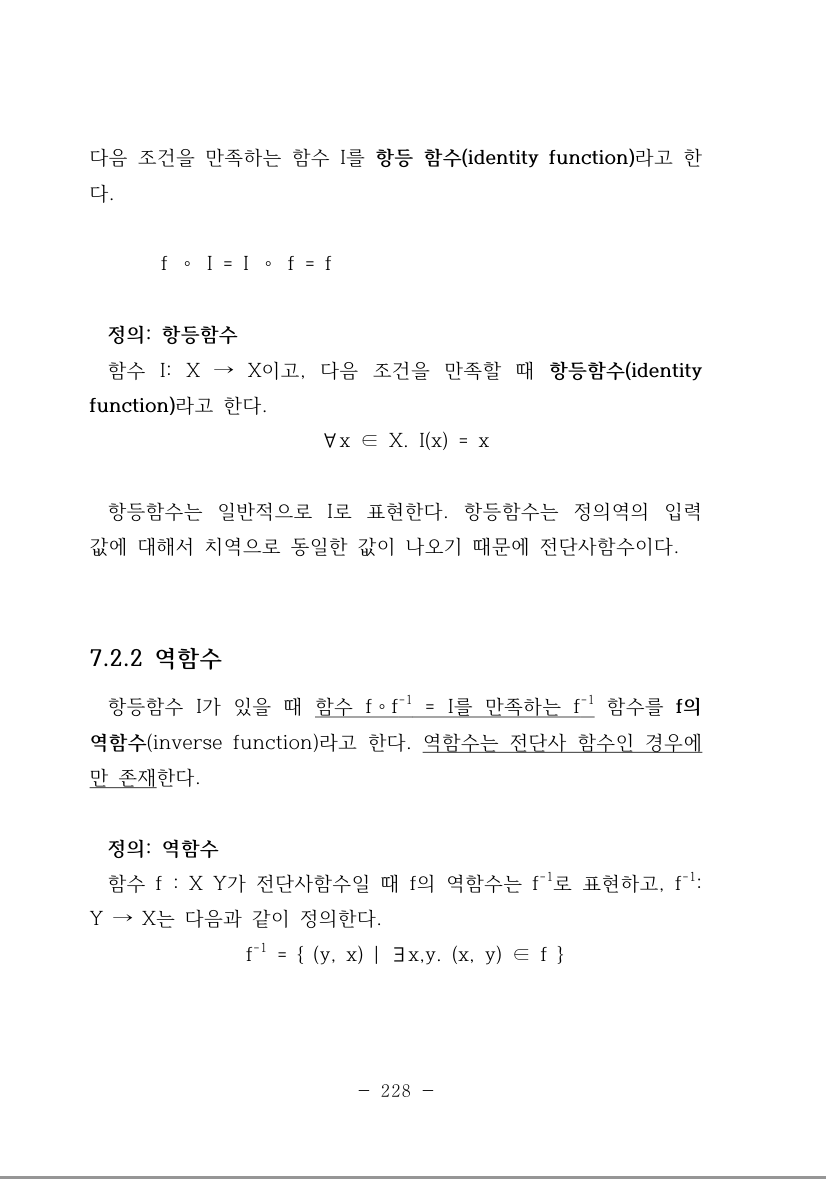 다음 조건을 만족하는 함수 I를 항등 함수(identity function)라고 한
다.
f ∘ I = I ∘ f = f
정의: 항등함수
함수 I: X → X이고, 다음 조건을 만족할 때 항등함수(identity
function)라고 한다.
∀x ∈ X. I(x) = x
항등함수는 일반적으로 I로 표현한다. 항등함수는 정의역의 입력
값에 대해서 치역으로 동일한 값이 나오기 때문에 전단사함수이다.
7.2.2 역함수
항등함수 I가 있을 때 함수 f∘f⁻¹ = I를 만족하는 f⁻¹ 함수를 f의
역함수(inverse function)라고 한다. 역함수는 전단사 함수인 경우에
만 존재한다.
정의: 역함수
함수 f : X Y가 전단사함수일 때 f의 역함수는 f⁻¹로 표현하고, f⁻¹:
Y → X는 다음과 같이 정의한다.
f⁻¹ = { (y, x) | ∃x,y. (x, y) ∈ f }
- 228 -